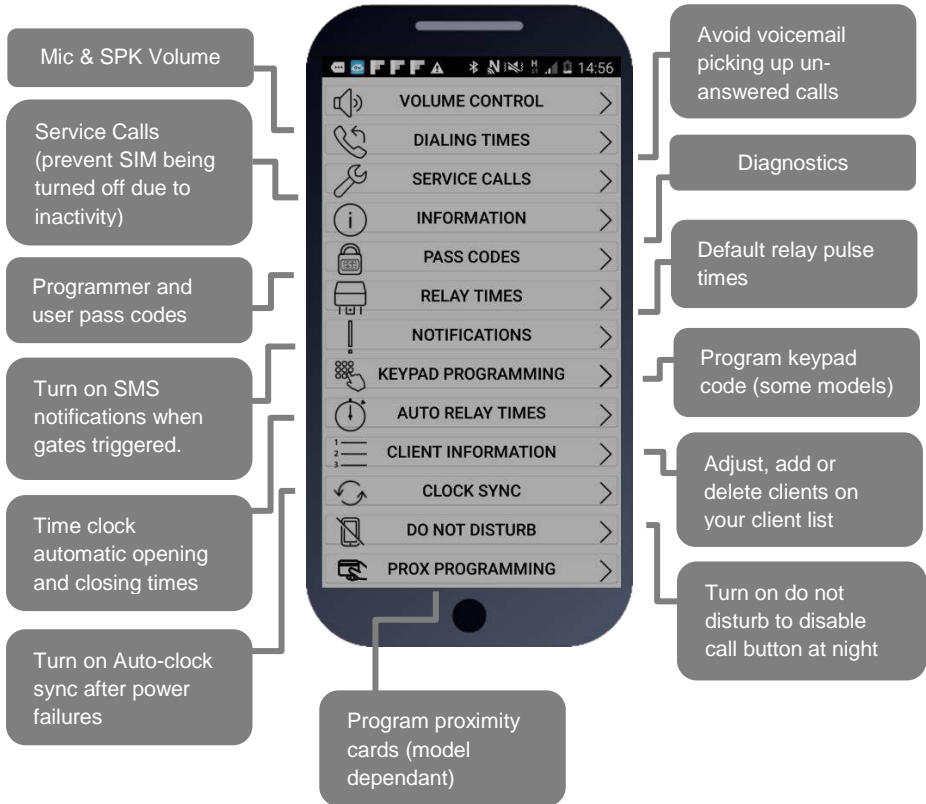 Mic & SPK Volume
Service Calls
(prevent SIM being
turned off due to
inactivity)
Programmer and
user pass codes
Turn on SMS
notifications when
gates triggered.
Time clock
automatic opening
and closing times
Turn on Auto-clock
sync after power
failures
14:56
VOLUME CONTROL
DIALING TIMES
SERVICE CALLS
INFORMATION
PASS CODES
RELAY TIMES
NOTIFICATIONS
KEYPAD PROGRAMMING
AUTO RELAY TIMES
1
2
3
CLIENT INFORMATION
CLOCK SYNC
DO NOT DISTURB
PROX PROGRAMMING
Program proximity
cards (model
dependant)
Avoid voicemail
picking up un-
answered calls
Diagnostics
Default relay pulse
times
Program keypad
code (some models)
Adjust, add or
delete clients on
your client list
Turn on do not
disturb to disable
call button at night